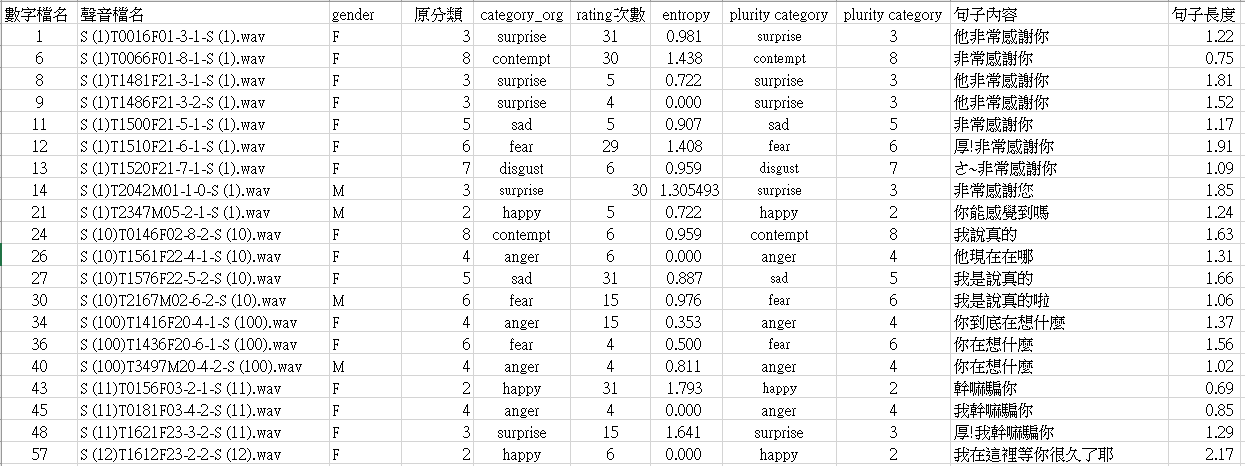 數字檔名 聲音檔名 gender 原分類 category_org rating次數 entropy plurity category plurity category 句子內容 句子長度
1 S (1)T0016F01-3-1-S (1).wav F 3 surprise 31 0.981 surprise 3 他非常感謝你 1.22
6 S (1)T0066F01-8-1-S (1).wav F 8 contempt 30 1.438 contempt 8 非常感謝你 0.75
8 S (1)T1481F21-3-1-S (1).wav F 3 surprise 5 0.722 surprise 3 他非常感謝你 1.81
9 S (1)T1486F21-3-2-S (1).wav F 3 surprise 4 0.000 surprise 3 他非常感謝你 1.52
11 S (1)T1500F21-5-1-S (1).wav F 5 sad 5 0.907 sad 5 非常感謝你 1.17
12 S (1)T1510F21-6-1-S (1).wav F 6 fear 29 1.408 fear 6 厚!非常感謝你 1.91
13 S (1)T1520F21-7-1-S (1).wav F 7 disgust 6 0.959 disgust 7 さ~非常感謝你 1.09
14 S (1)T2042M01-1-0-S (1).wav M 3 surprise 30 1.305493 surprise 3 非常感謝您 1.85
21 S (1)T2347M05-2-1-S (1).wav M 2 happy 5 0.722 happy 2 你能感覺到嗎 1.24
24 S (10)T0146F02-8-2-S (10).wav F 8 contempt 6 0.959 contempt 8 我說真的 1.63
26 S (10)T1561F22-4-1-S (10).wav F 4 anger 6 0.000 anger 4 他現在在哪 1.31
27 S (10)T1576F22-5-2-S (10).wav F 5 sad 31 0.887 sad 5 我是說真的 1.66
30 S (10)T2167M02-6-2-S (10).wav M 6 fear 15 0.976 fear 6 我是說真的啦 1.06
34 S (100)T1416F20-4-1-S (100).wav F 4 anger 15 0.353 anger 4 你到底在想什麼 1.37
36 S (100)T1436F20-6-1-S (100).wav F 6 fear 4 0.500 fear 6 你在想什麼 1.56
40 S (100)T3497M20-4-2-S (100).wav M 4 anger 4 0.811 anger 4 你在想什麼 1.02
43 S (11)T0156F03-2-1-S (11).wav F 2 happy 31 1.793 happy 2 幹嘛騙你 0.69
45 S (11)T0181F03-4-2-S (11).wav F 4 anger 4 0.000 anger 4 我幹嘛騙你 0.85
48 S (11)T1621F23-3-2-S (11).wav F 3 surprise 15 1.641 surprise 3 厚!我幹嘛騙你 1.29
57 S (12)T1612F23-2-2-S (12).wav F 2 happy 6 0.000 happy 2 我在這裡等你很久了耶 2.17